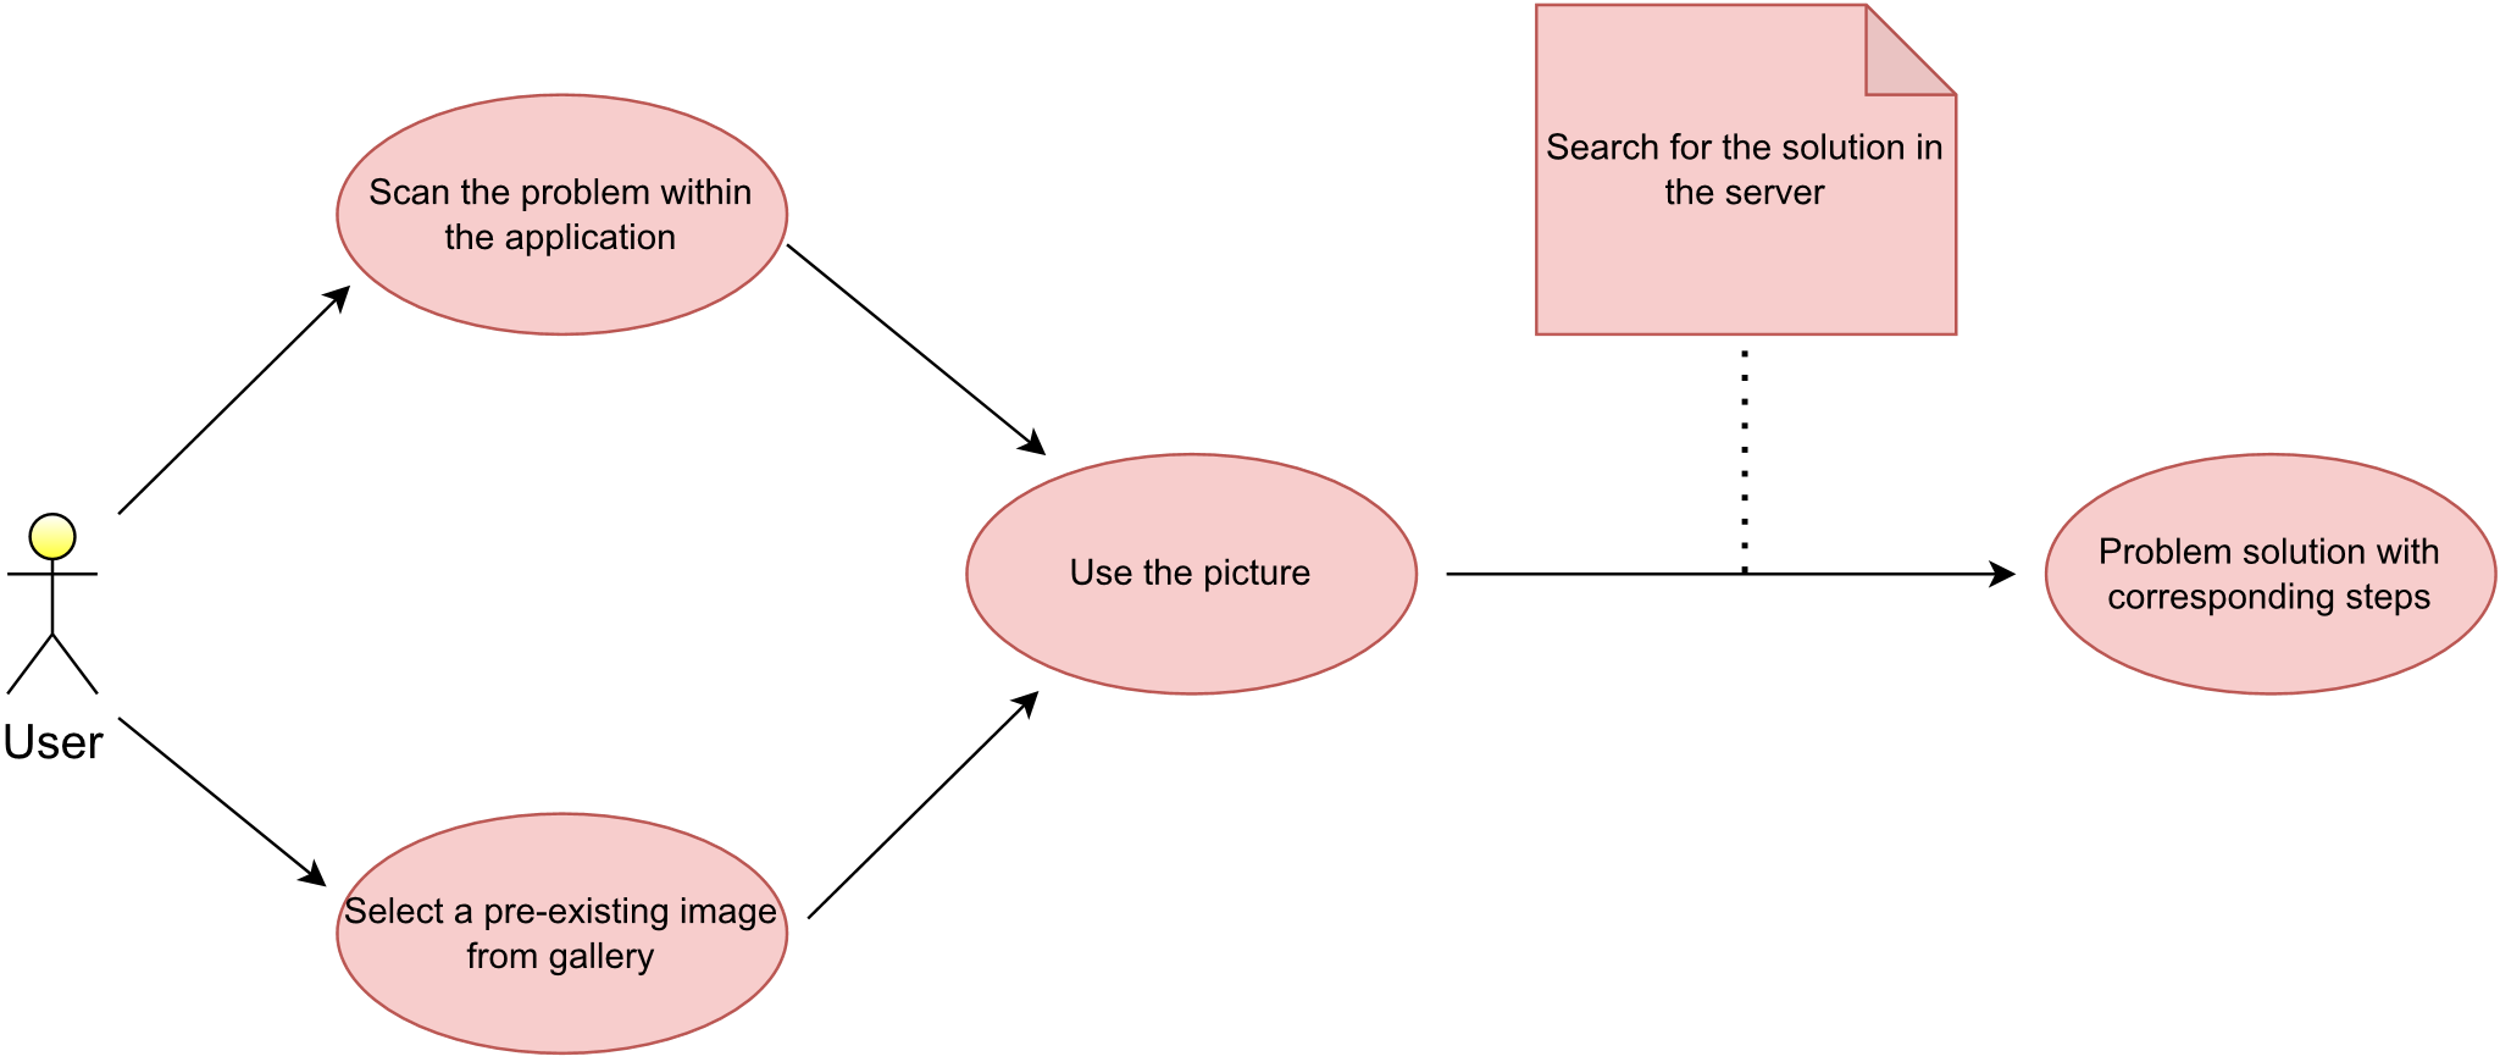 User
Scan the problem within
the application
Select a pre-existing image
from gallery
Use the picture
Search for the solution in
the server
Problem solution with
corresponding steps